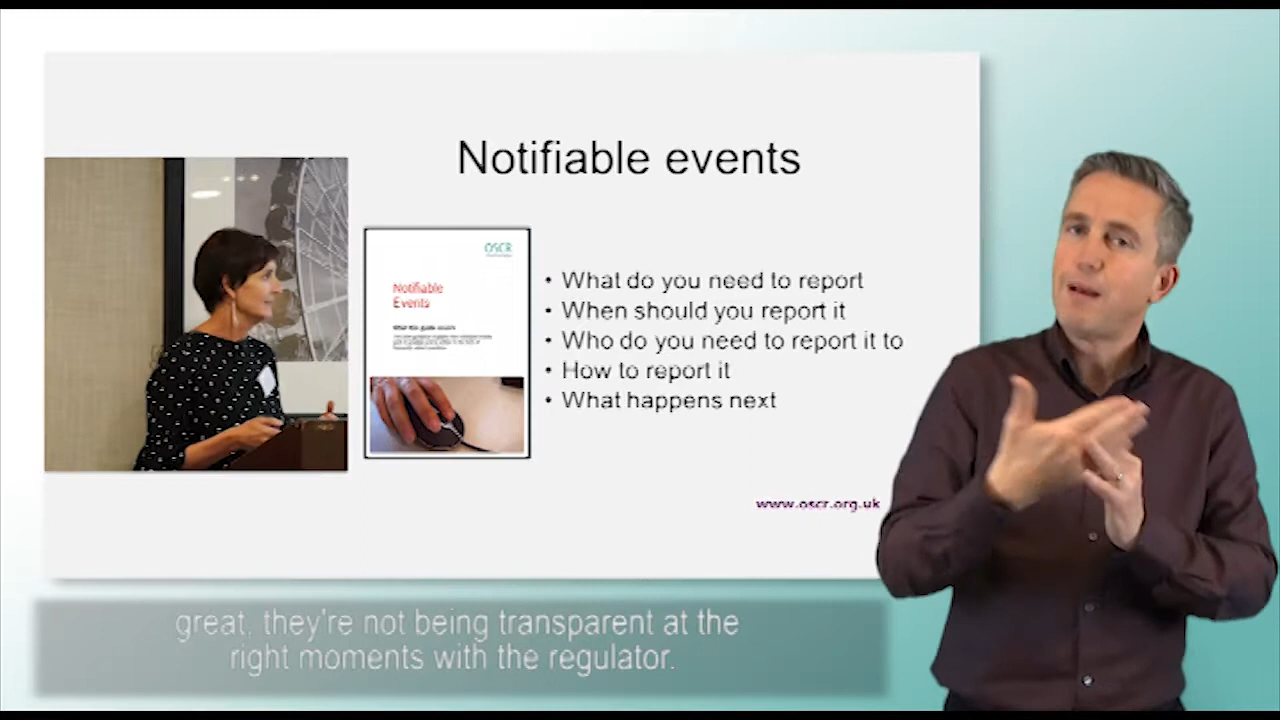 Notifiable events
OSCR
Notifiable
Events
• What do you need to report
• When should you report it
• Who do you need to report it to
• How to report it
• What happens next
www.oscr.org.uk
great, they're not being transparent at the
right moments with the regulator.